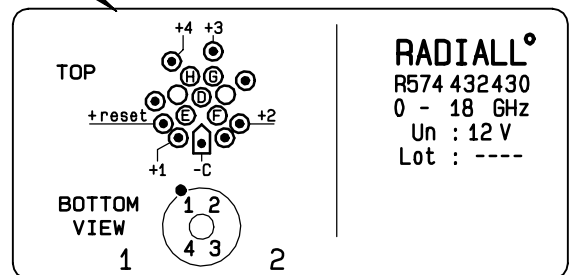 +4 +3
TOP
H G
D
+reset E F +2
+1 -C
BOTTOM
VIEW
1 2
4 3
1 2
RADIALL°
R574 432430
0 - 18 GHz
Un : 12 V
Lot : ----